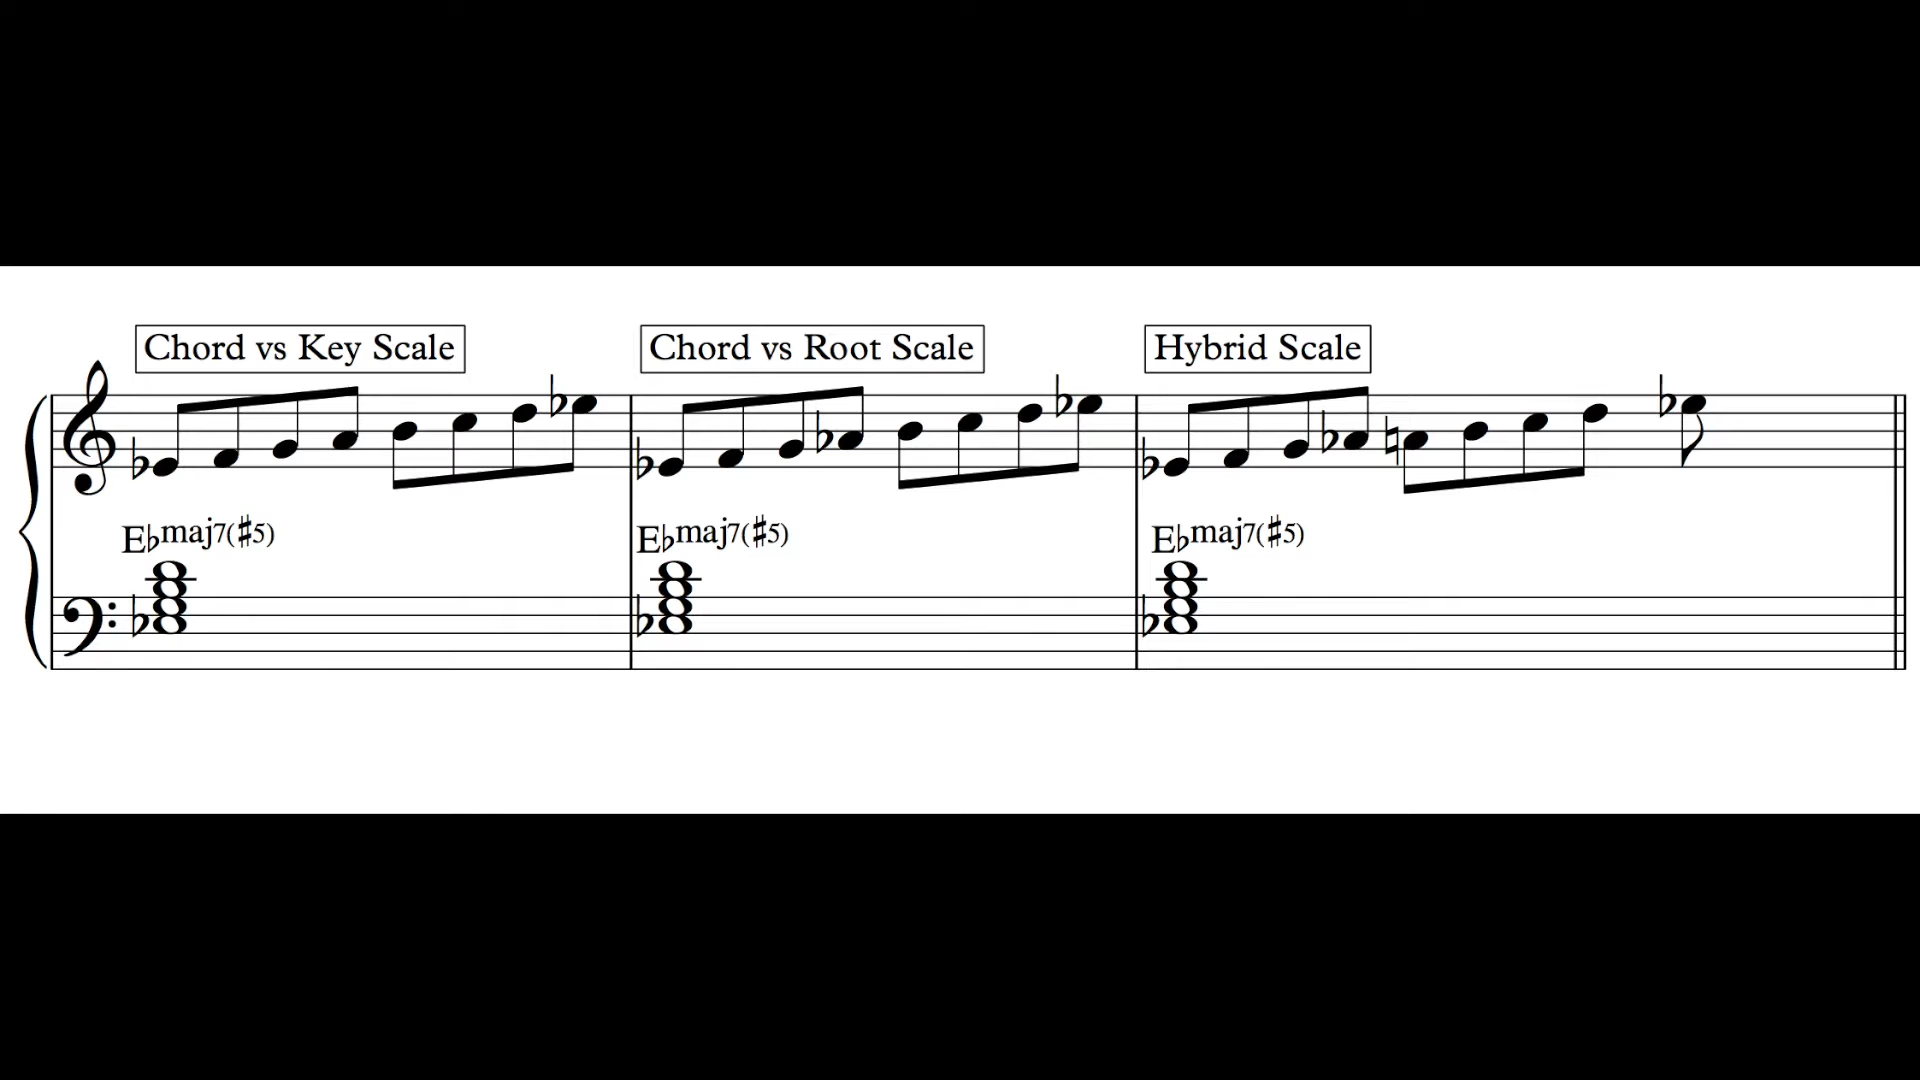 Chord vs Key Scale
Chord vs Root Scale
Hybrid Scale
E♭maj7(♯5)
E♭maj7(♯5)
E♭maj7(♯5)